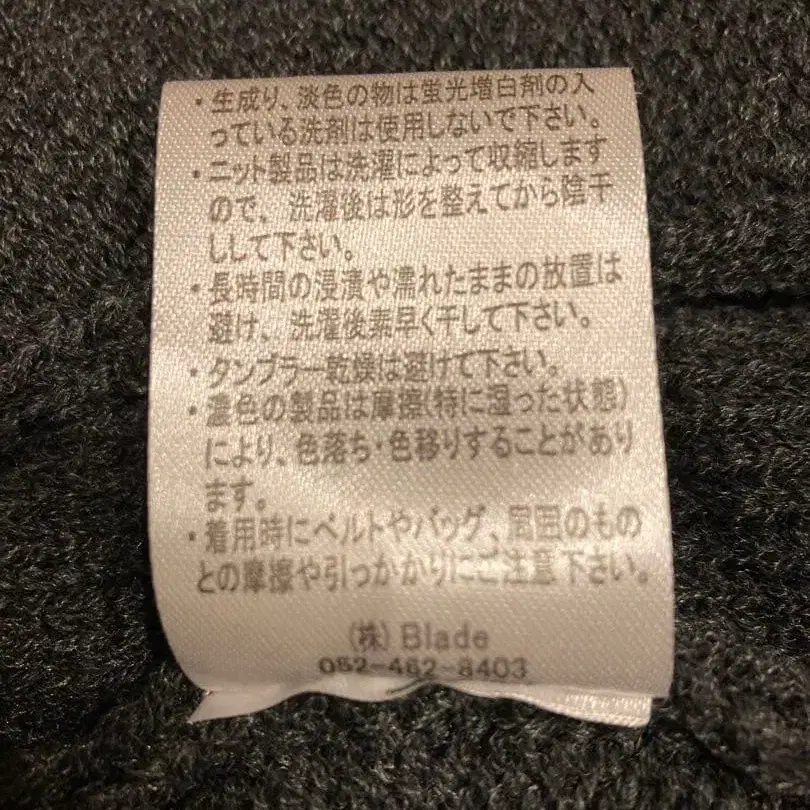 ・生成り、淡色の物は蛍光増白剤の入
っている洗剤は使用しないで下さい。
・ニット製品は洗濯によって収縮します
ので、洗濯後は形を整えてから陰干
しして下さい。
・長時間の浸漬や濡れたままの放置は
避け、洗濯後素早く干して下さい。
・タンブラー乾燥は避けて下さい。
・濃色の製品は摩擦(特に湿った状態)
により、色落ち・色移りすることがあり
ます。
・着用時にベルトやバッグ、周囲のもの
との摩擦や引っかかりにご注意下さい。
(株) Blade
052-462-8403